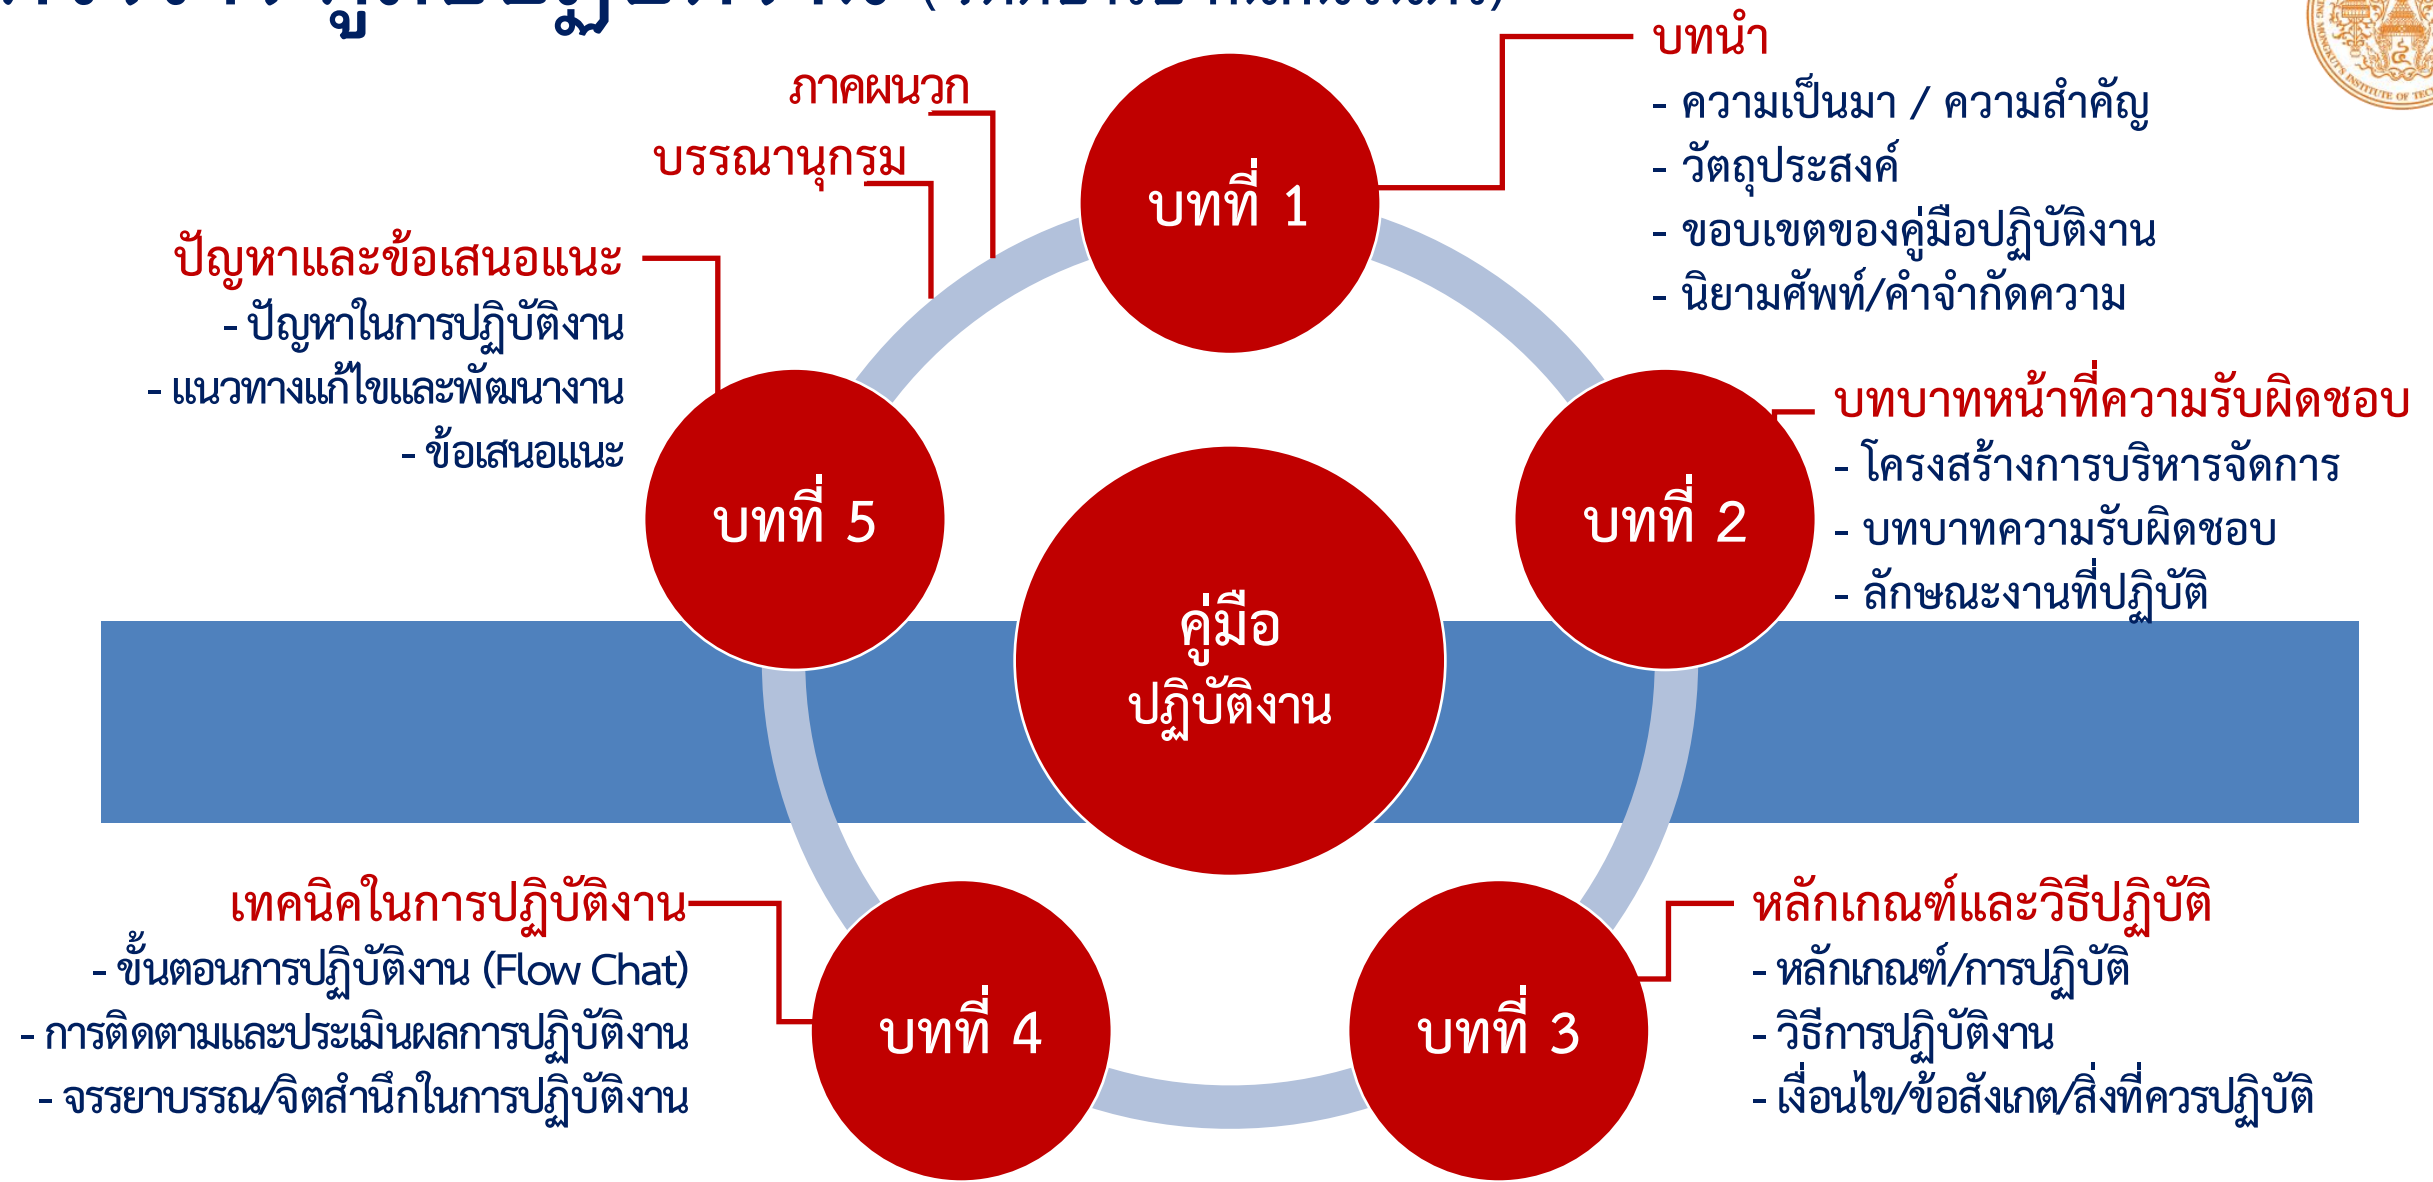 บทนำ
- ความเป็นมา / ความสำคัญ
- วัตถุประสงค์
- ขอบเขตของคู่มือปฏิบัติงาน
- นิยามศัพท์/คำจำกัดความ
ภาคผนวก
บรรณานุกรม
บทที่ 1
ปัญหาและข้อเสนอแนะ
- ปัญหาในการปฏิบัติงาน
- แนวทางแก้ไขและพัฒนางาน
- ข้อเสนอแนะ
บทที่ 5
บทที่ 2
บทบาทหน้าที่ความรับผิดชอบ
- โครงสร้างการบริหารจัดการ
- บทบาทความรับผิดชอบ
- ลักษณะงานที่ปฏิบัติ
คู่มือ
ปฏิบัติงาน
เทคนิคในการปฏิบัติงาน
- ขั้นตอนการปฏิบัติงาน (Flow Chat)
- การติดตามและประเมินผลการปฏิบัติงาน
- จรรยาบรรณ/จิตสำนึกในการปฏิบัติงาน
บทที่ 4
บทที่ 3
หลักเกณฑ์และวิธีปฏิบัติ
- หลักเกณฑ์/การปฏิบัติ
- วิธีการปฏิบัติงาน
- เงื่อนไข/ข้อสังเกต/สิ่งที่ควรปฏิบัติ